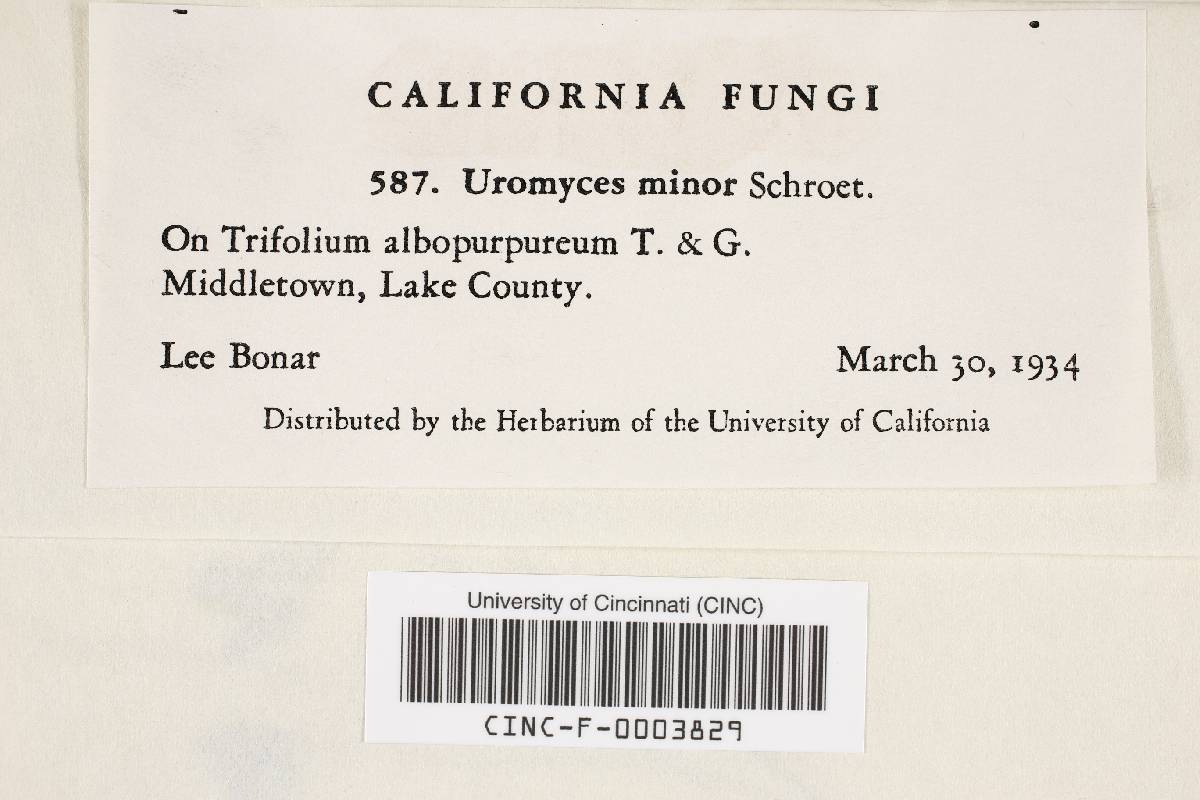 CALIFORNIA FUNGI
587. Uromyces minor Schroet.
On Trifolium albopurpureum T. & G.
Middletown, Lake County.
Lee Bonar March 30, 1934
Distributed by the Herbarium of the University of California
University of Cincinnati (CINC)
CINC-F-0003829